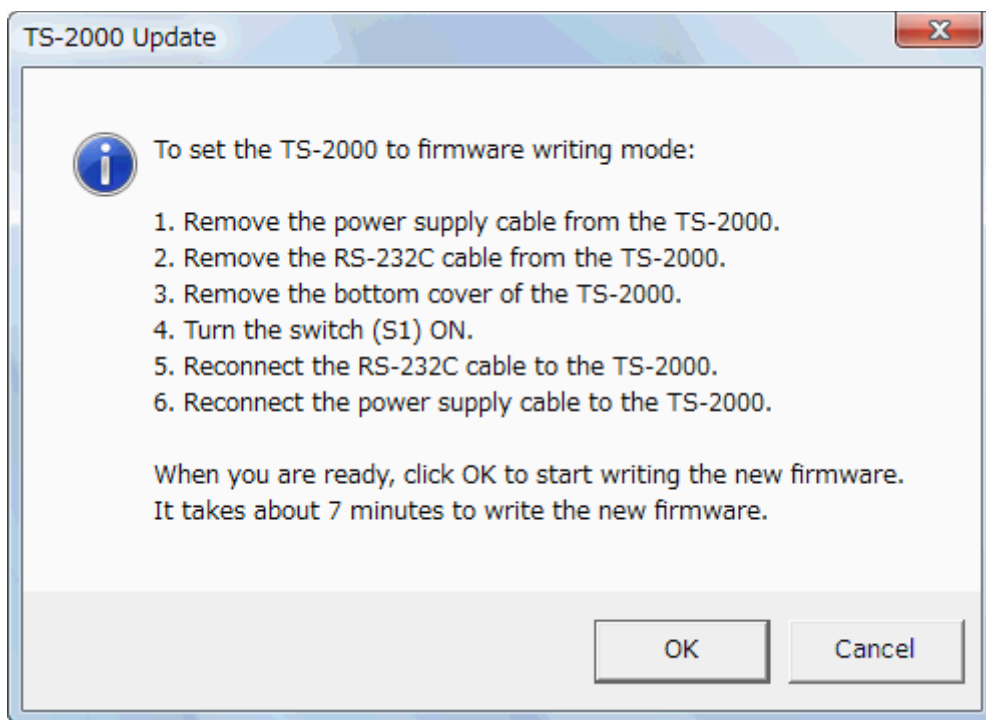 TS-2000 Update
To set the TS-2000 to firmware writing mode:
1. Remove the power supply cable from the TS-2000.
2. Remove the RS-232C cable from the TS-2000.
3. Remove the bottom cover of the TS-2000.
4. Turn the switch (S1) ON.
5. Reconnect the RS-232C cable to the TS-2000.
6. Reconnect the power supply cable to the TS-2000.
When you are ready, click OK to start writing the new firmware.
It takes about 7 minutes to write the new firmware.
OK
Cancel